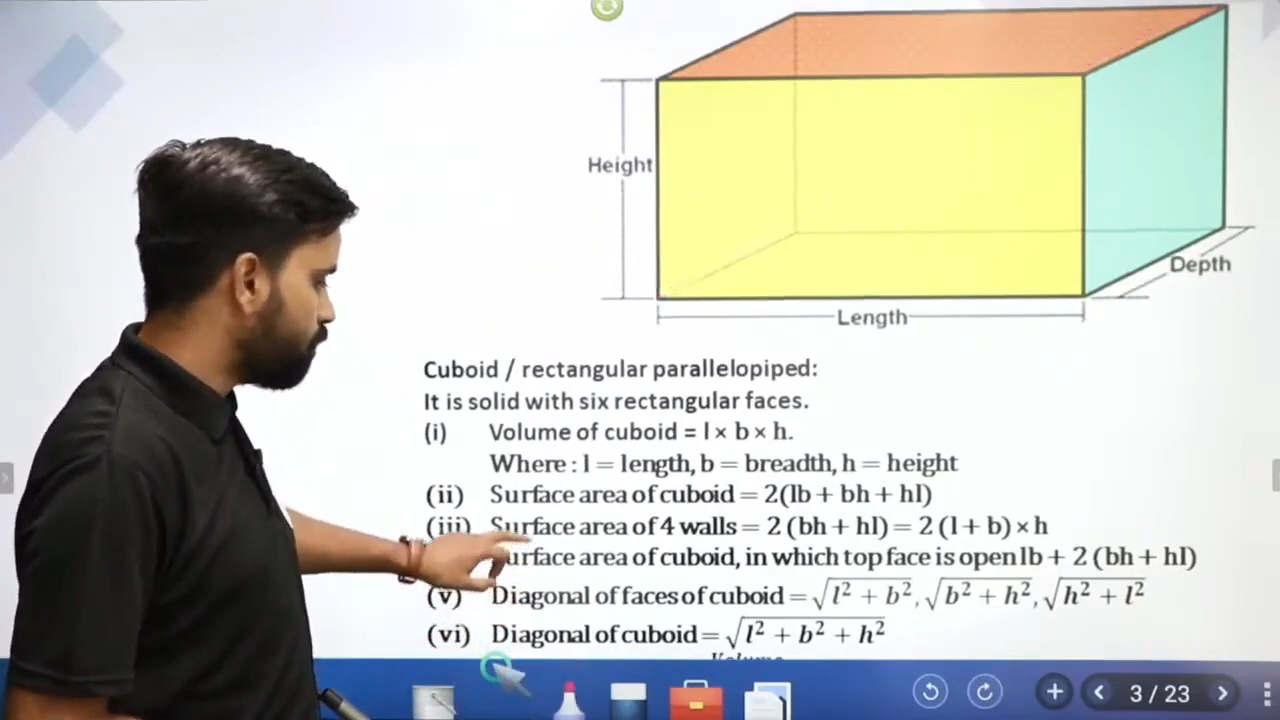 Height
Depth
Length
Cuboid / rectangular parallelopiped:
It is solid with six rectangular faces.
(i) Volume of cuboid = l × b × h.
Where : l = length, b = breadth, h = height
(ii) Surface area of cuboid = 2(lb + bh + hl)
(iii) Surface area of 4 walls = 2 (bh + hl) = 2 (l + b) × h
area of cuboid, in which top face is open lb + 2 (bh + hl)
(v) Diagonal of faces of cuboid = √l² + b², √b² + h², √h² + l²
(vi) Diagonal of cuboid = √l² + b² + h²
3 / 23